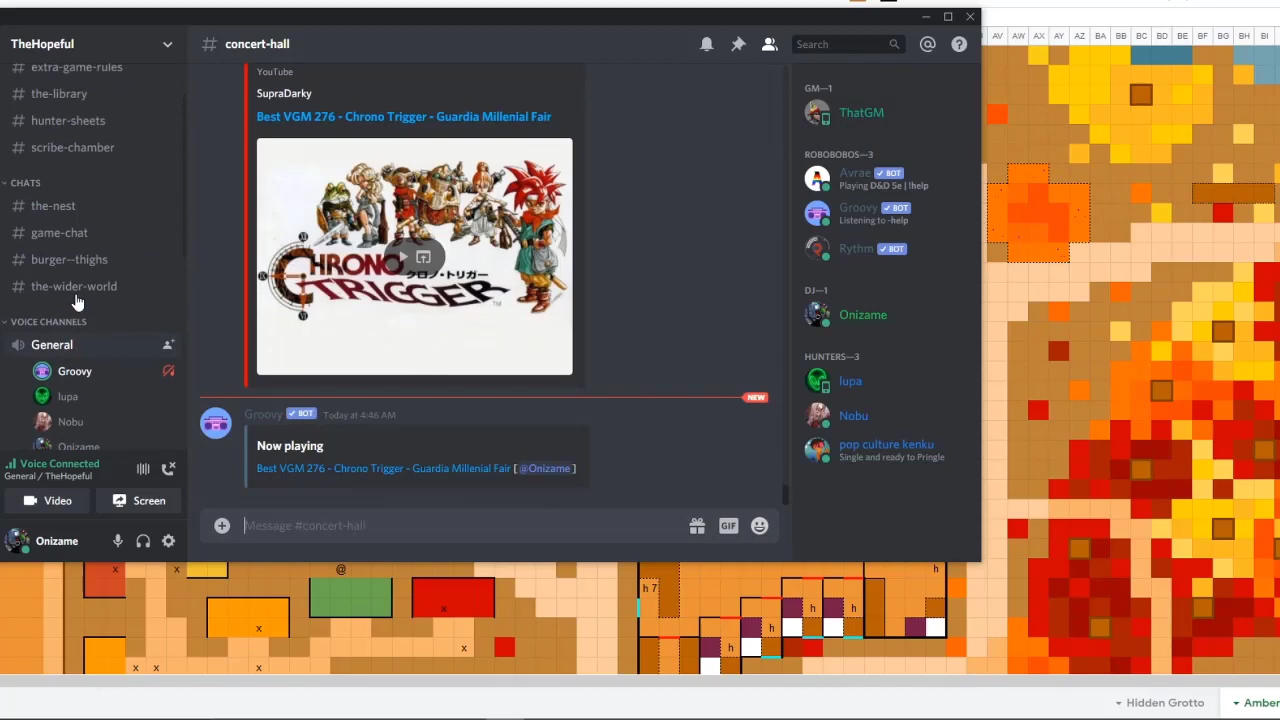 TheHopeful
extra-game-rules
the-library
hunter-sheets
scribe-chamber
CHATS
the-nest
game-chat
burger--thighs
the-wider-world
VOICE CHANNELS
General
Groovy
lupa
Nobu
Onizame
Voice Connected
General / TheHopeful
Video
Screen
Onizame
# concert-hall
Search
YouTube
SupraDarky
Best VGM 276 - Chrono Trigger - Guardia Millenial Fair
CHRONO
クロノ・トリガー
TRIGGER
TM
NEW
Groovy BOT Today at 4:46 AM
Now playing
Best VGM 276 - Chrono Trigger - Guardia Millenial Fair [ @Onizame ]
Message #concert-hall
GIF
GM—1
ThatGM
ROBOBOBOS—3
Avrae BOT
Playing D&D 5e | !help
Groovy BOT
Listening to -help
Rythm BOT
DJ—1
Onizame
HUNTERS—3
lupa
Nobu
pop culture kenku
Single and ready to Pringle
AV AW AX AY AZ BA BB BC BD BE BF BG BH BI
x x @ h
h 7
x h h
x h
x h
x x x
Hidden Grotto
Amber